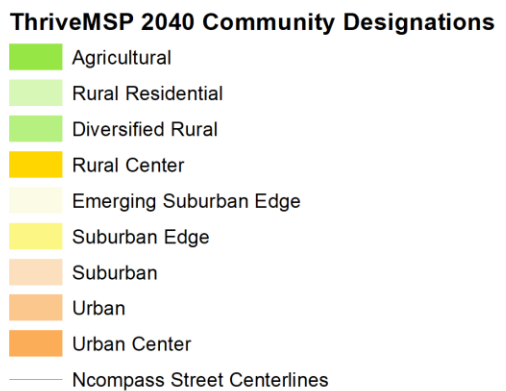 ThriveMSP 2040 Community Designations
Agricultural
Rural Residential
Diversified Rural
Rural Center
Emerging Suburban Edge
Suburban Edge
Suburban
Urban
Urban Center
Ncompass Street Centerlines